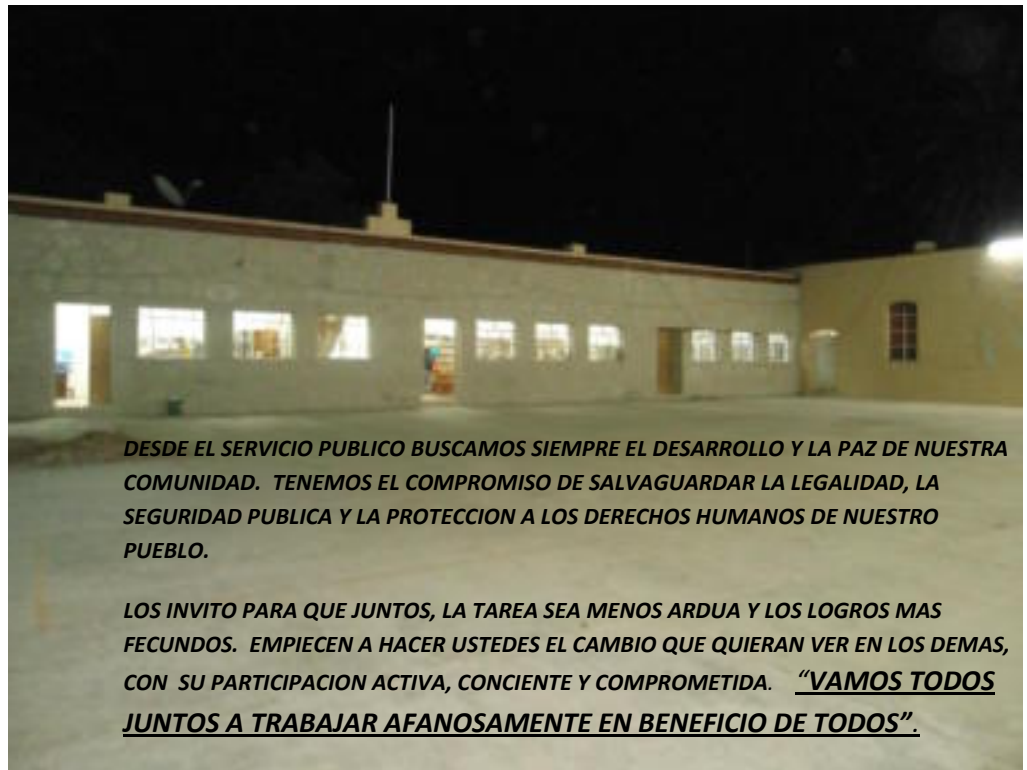 DESDE EL SERVICIO PUBLICO BUSCAMOS SIEMPRE EL DESARROLLO Y LA PAZ DE NUESTRA
COMUNIDAD. TENEMOS EL COMPROMISO DE SALVAGUARDAR LA LEGALIDAD, LA
SEGURIDAD PUBLICA Y LA PROTECCION A LOS DERECHOS HUMANOS DE NUESTRO
PUEBLO.
LOS INVITO PARA QUE JUNTOS, LA TAREA SEA MENOS ARDUA Y LOS LOGROS MAS
FECUNDOS. EMPIECEN A HACER USTEDES EL CAMBIO QUE QUIERAN VER EN LOS DEMAS,
CON SU PARTICIPACION ACTIVA, CONCIENTE Y COMPROMETIDA. “VAMOS TODOS
JUNTOS A TRABAJAR AFANOSAMENTE EN BENEFICIO DE TODOS”.